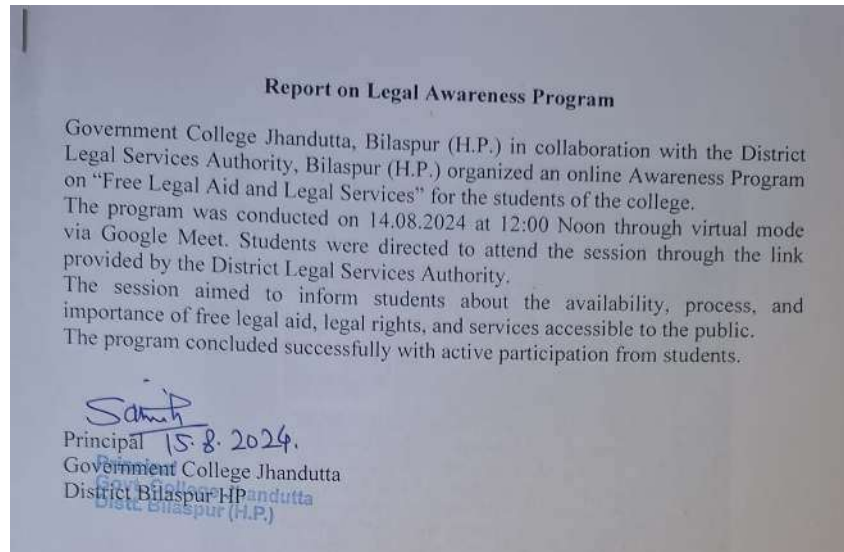 Report on Legal Awareness Program
Government College Jhandutta, Bilaspur (H.P.) in collaboration with the District
Legal Services Authority, Bilaspur (H.P.) organized an online Awareness Program
on “Free Legal Aid and Legal Services” for the students of the college.
The program was conducted on 14.08.2024 at 12:00 Noon through virtual mode
via Google Meet. Students were directed to attend the session through the link
provided by the District Legal Services Authority.
The session aimed to inform students about the availability, process, and
importance of free legal aid, legal rights, and services accessible to the public.
The program concluded successfully with active participation from students.
Principal 15.8.2024.
Government College Jhandutta
District Bilaspur HP
Principal
Govt. College Jhandutta
Distt. Bilaspur (H.P.)